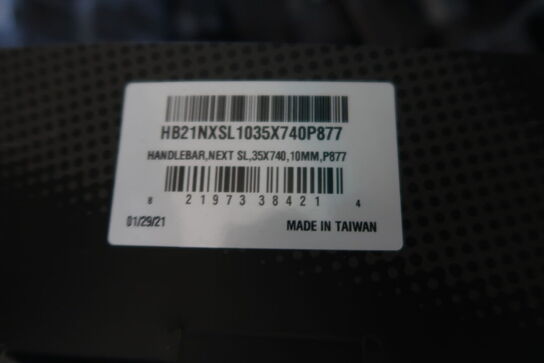 HB21NXSL1035X740P877
HANDLEBAR,NEXT SL,35X740,10MM,P877
8 21973 38421 4
01/29/21
MADE IN TAIWAN